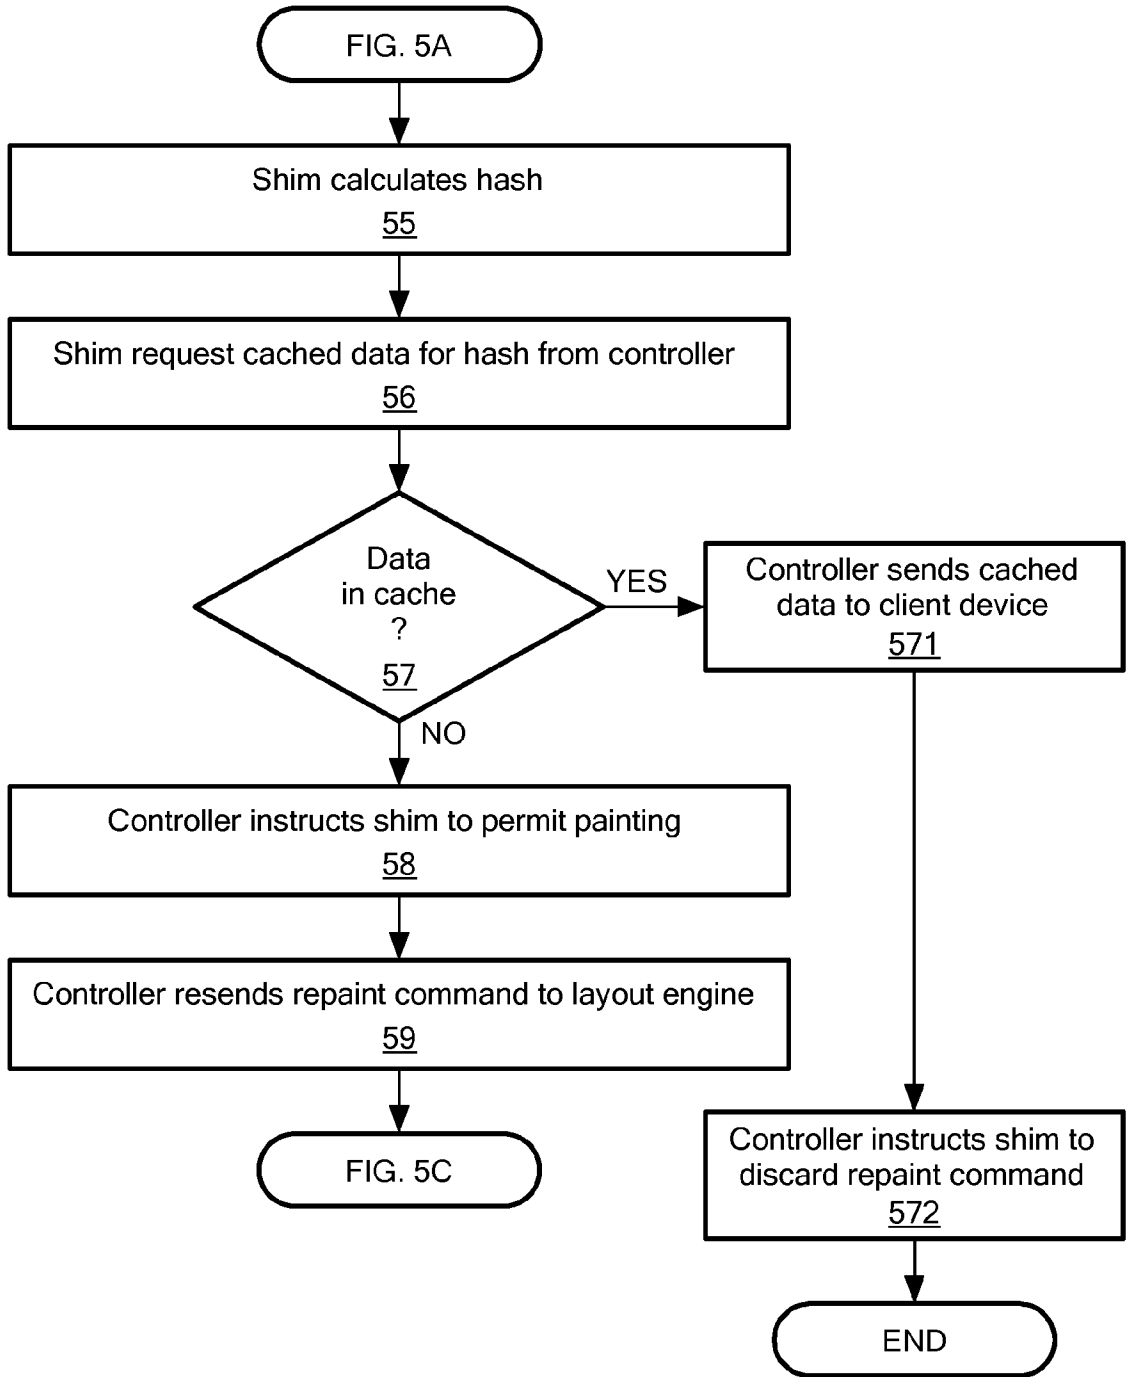 FIG. 5A
Shim calculates hash
55
Shim request cached data for hash from controller
56
Data
in cache
?
57
YES
Controller sends cached
data to client device
571
NO
Controller instructs shim to permit painting
58
Controller resends repaint command to layout engine
59
FIG. 5C
Controller instructs shim to
discard repaint command
572
END